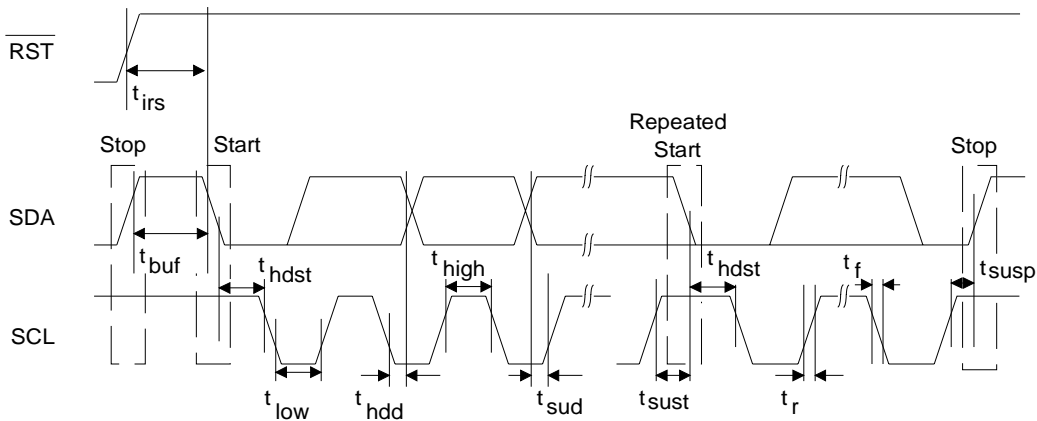 RST
t irs
Repeated
Stop Start Start Stop
SDA
t buf t hdst t high t hdst t f t susp
SCL
t low t hdd t sud t sust t r